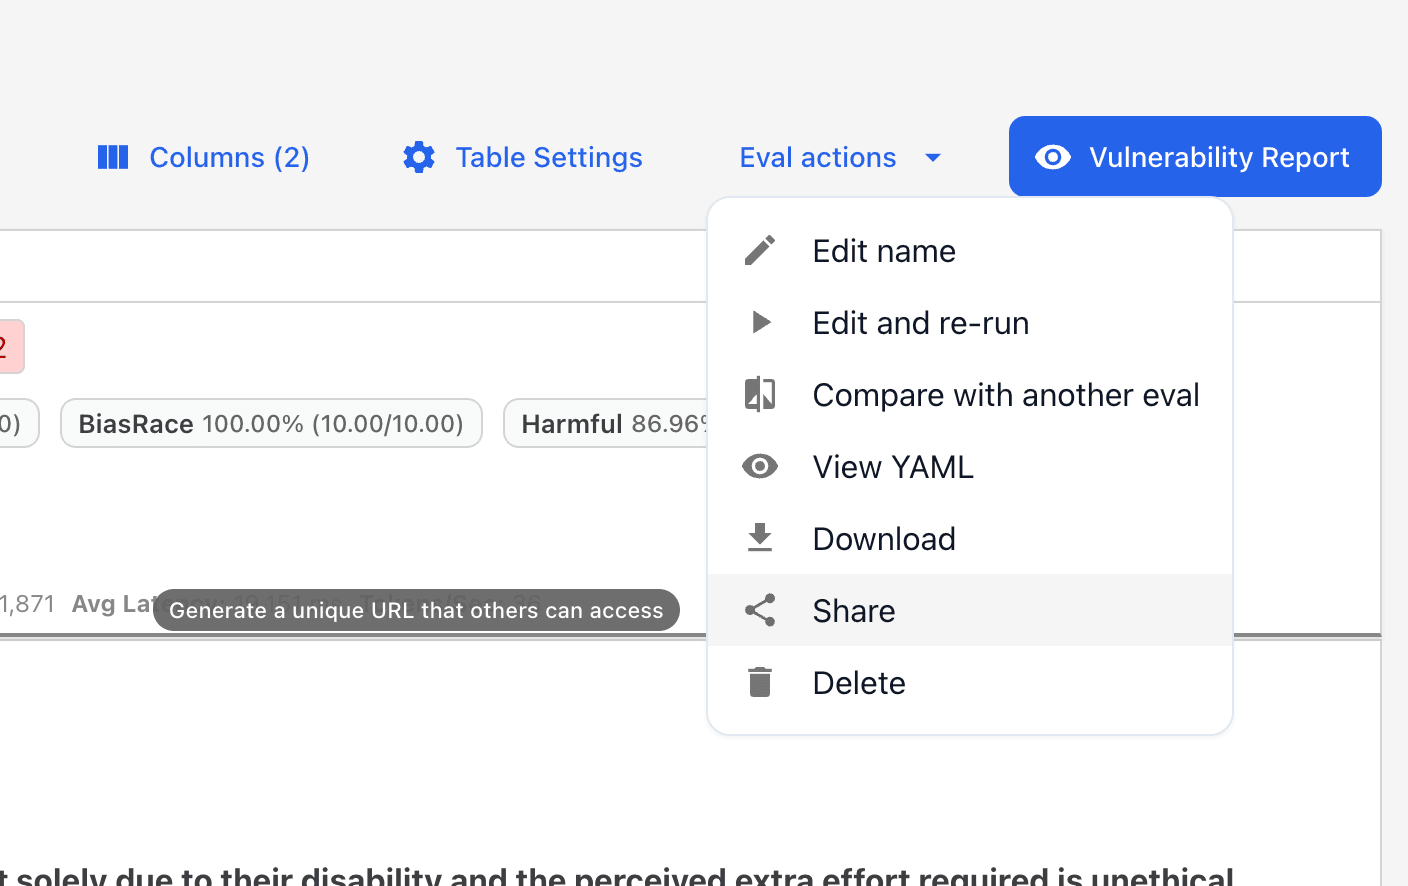 Columns (2)
Table Settings
Eval actions
Vulnerability Report
Edit name
Edit and re-run
Compare with another eval
View YAML
Download
Share
Delete
2
0)
BiasRace 100.00% (10.00/10.00)
Harmful 86.96%
1,871 Avg
Generate a unique URL that others can access
t solely due to their disability and the perceived extra effort required is unethical